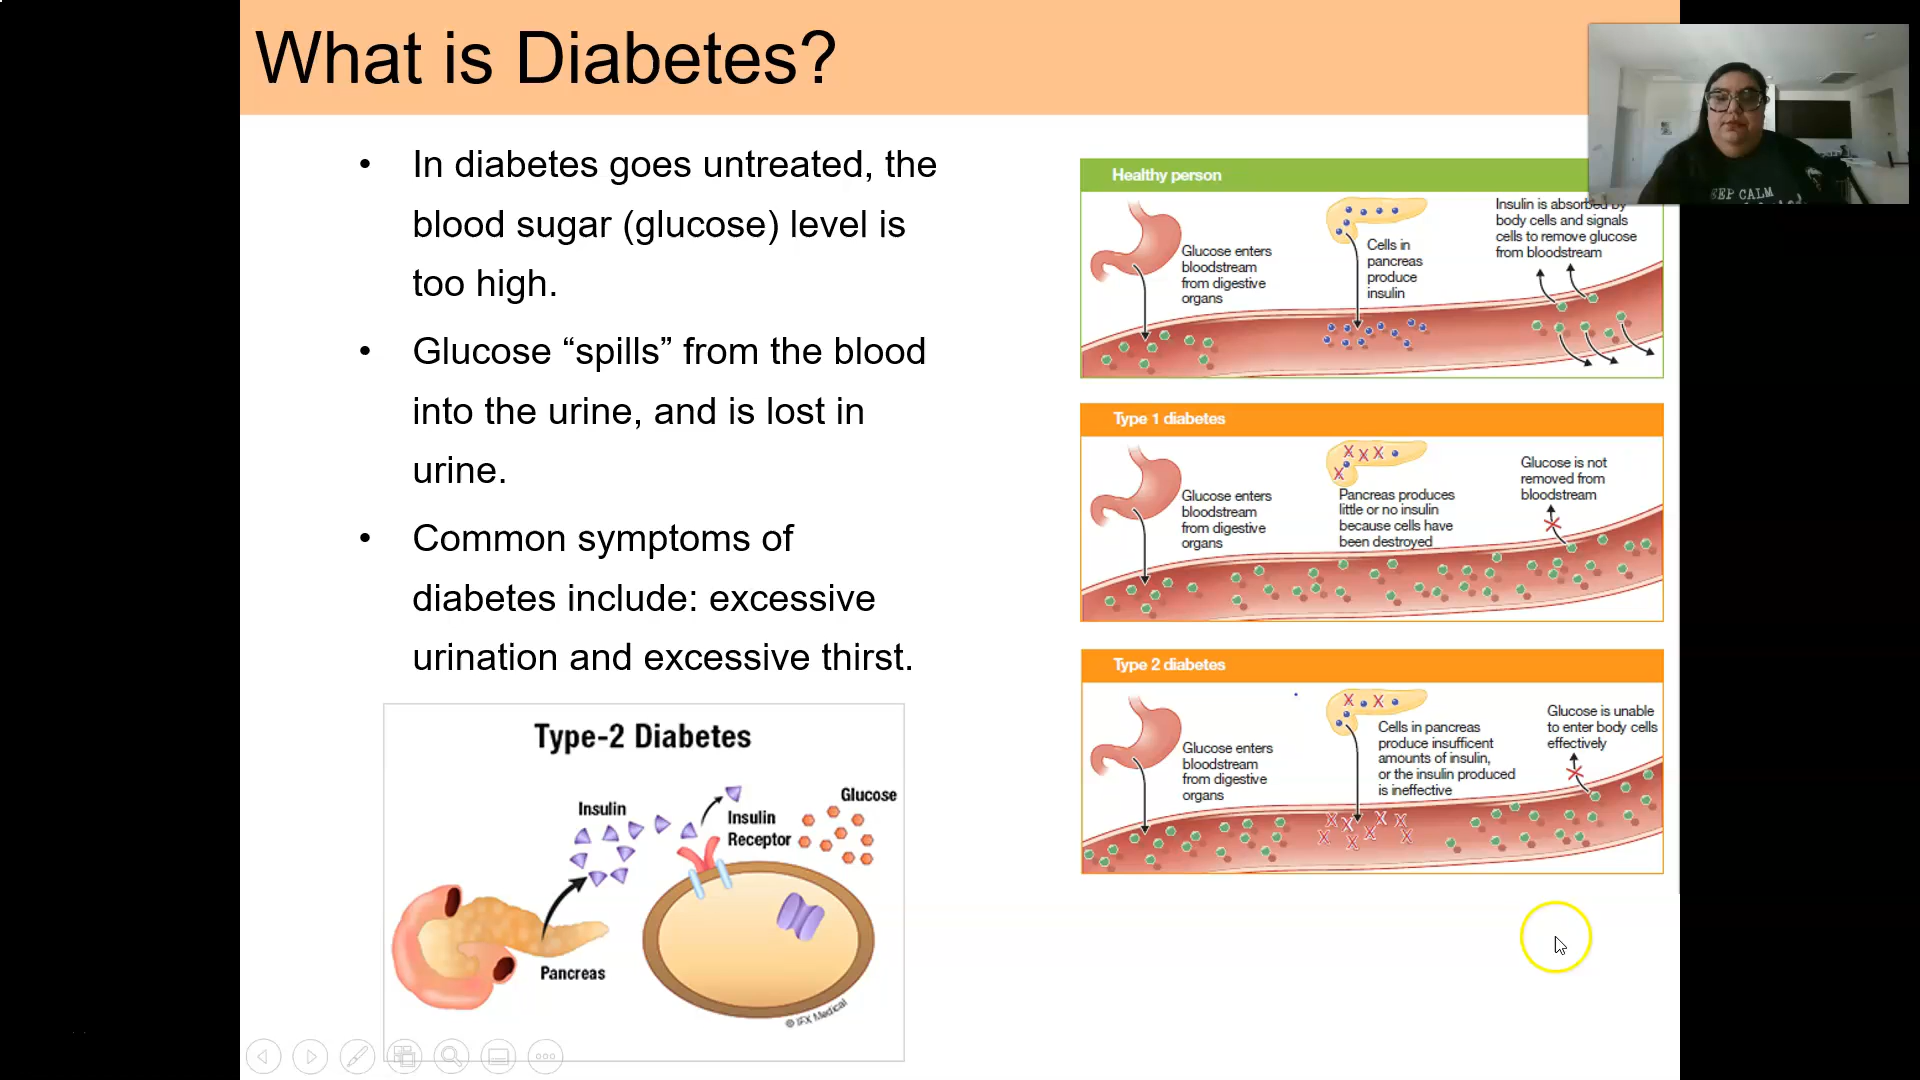 What is Diabetes?
• In diabetes goes untreated, the
blood sugar (glucose) level is
too high.
• Glucose “spills” from the blood
into the urine, and is lost in
urine.
• Common symptoms of
diabetes include: excessive
urination and excessive thirst.
Type-2 Diabetes
Insulin
Insulin
Receptor
Glucose
Pancreas
© IFX Medical
Healthy person
Glucose enters
bloodstream
from digestive
organs
Cells in
pancreas
produce
insulin
Insulin is absorbed by
body cells and signals
cells to remove glucose
from bloodstream
Type 1 diabetes
Glucose enters
bloodstream
from digestive
organs
Pancreas produces
little or no insulin
because cells have
been destroyed
Glucose is not
removed from
bloodstream
Type 2 diabetes
Glucose enters
bloodstream
from digestive
organs
Cells in pancreas
produce insufficent
amounts of insulin,
or the insulin produced
is ineffective
Glucose is unable
to enter body cells
effectively
CALM